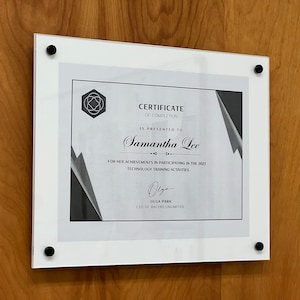 CERTIFICATE
OF COMPLETION
IS PRESENTED TO
Samantha Lee
FOR HER ACHIEVEMENTS IN PARTICIPATING IN THE 2022
TECHNOLOGY TRAINING ACTIVITIES
Olga
OLGA PARK